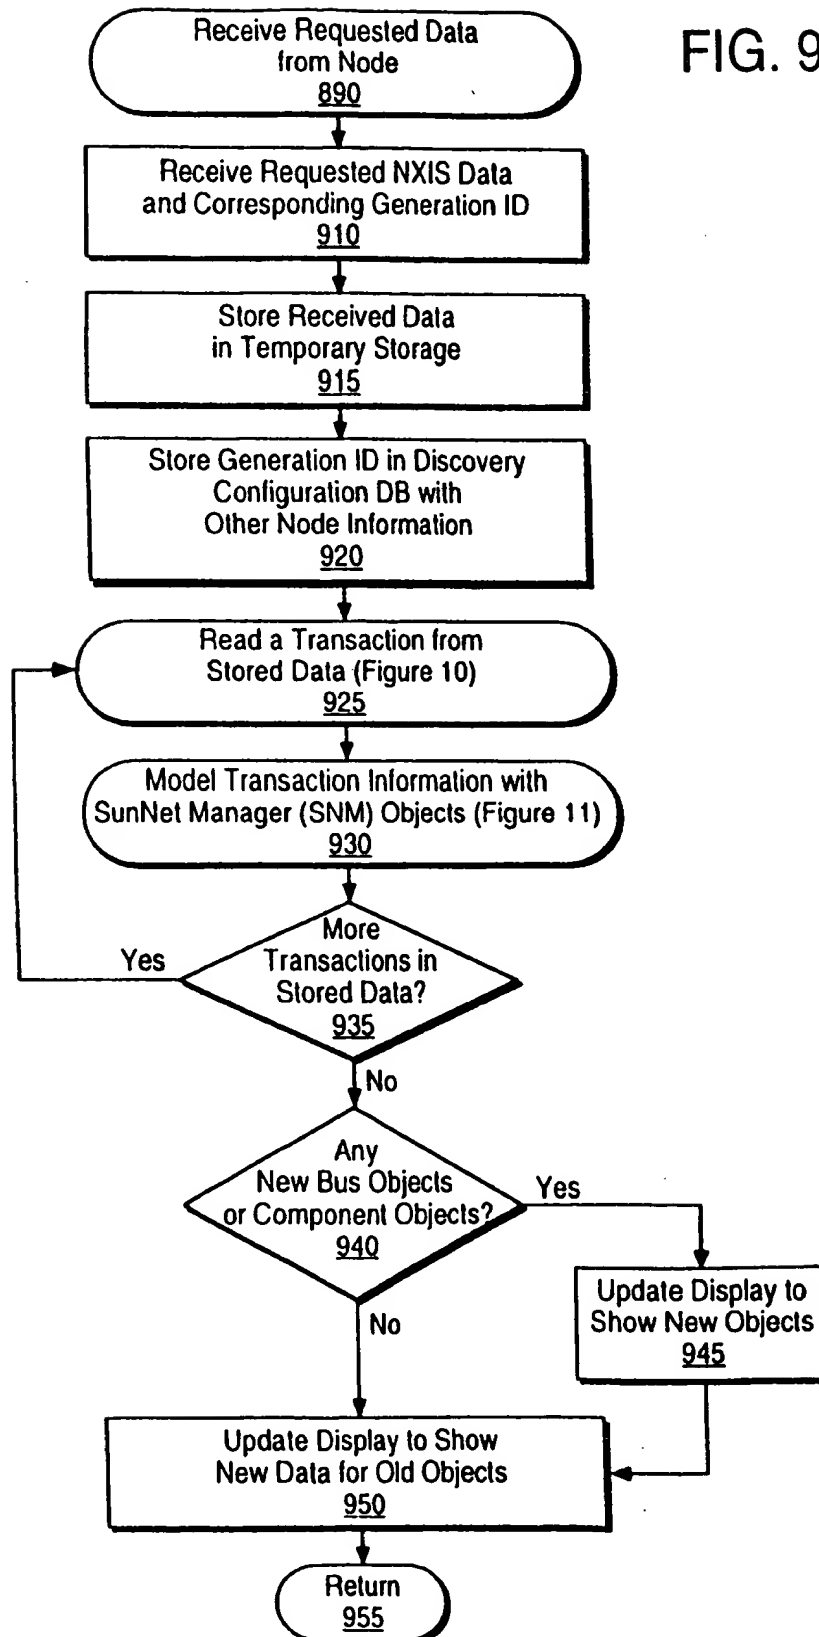 FIG. 9
Receive Requested Data
from Node
890
Receive Requested NXIS Data
and Corresponding Generation ID
910
Store Received Data
in Temporary Storage
915
Store Generation ID in Discovery
Configuration DB with
Other Node Information
920
Read a Transaction from
Stored Data (Figure 10)
925
Model Transaction Information with
SunNet Manager (SNM) Objects (Figure 11)
930
More
Transactions in
Stored Data?
935
Yes
No
Any
New Bus Objects
or Component Objects?
940
Yes
No
Update Display to
Show New Objects
945
Update Display to Show
New Data for Old Objects
950
Return
955